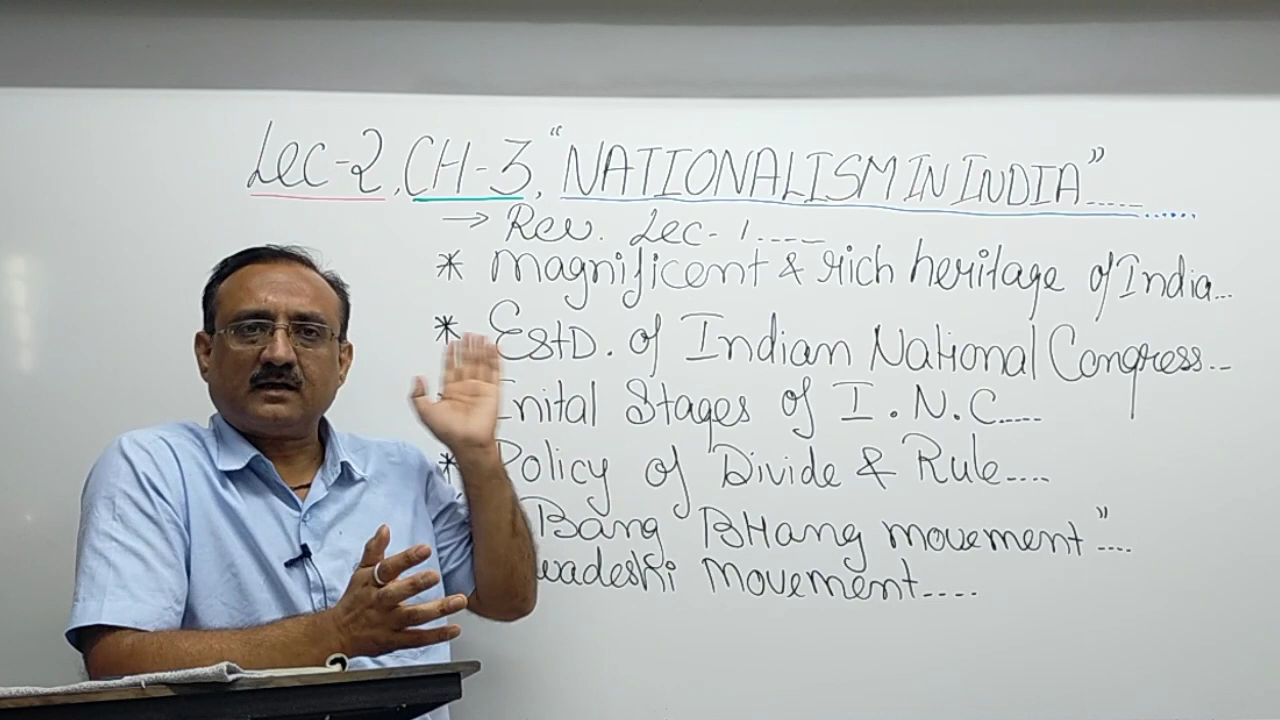 Lec-2, CH-3, "NATIONALISM IN INDIA".....
→ Rev. Lec-1.....
* Magnificent & rich heritage of India...
* EstD. of Indian National Congress...
Inital Stages of I.N.C.....
* Policy of Divide & Rule....
Bang BHang movement"....
wadeshi Movement.....